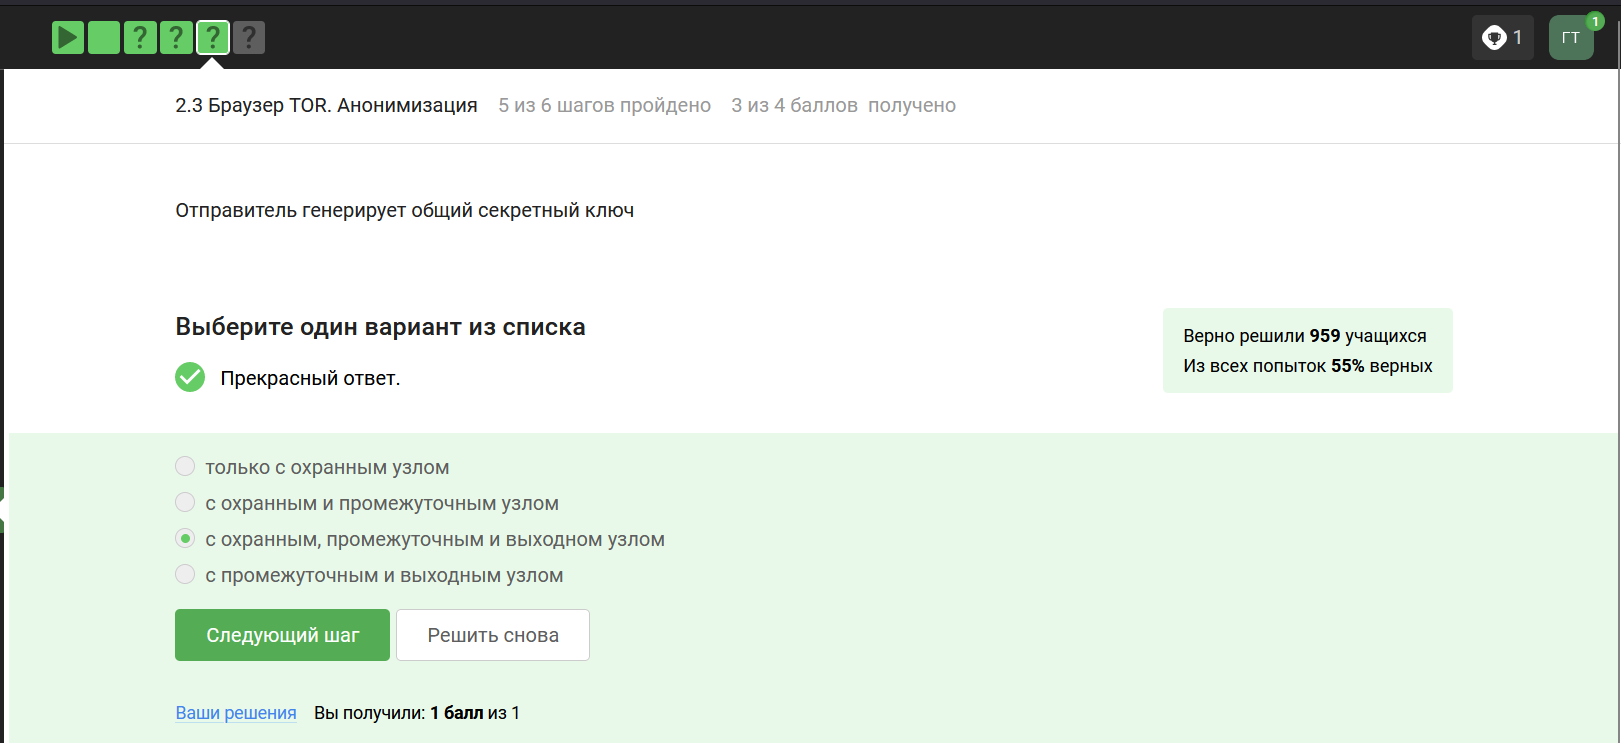 ? ? ? ?
1
ГТ
1
2.3 Браузер TOR. Анонимизация 5 из 6 шагов пройдено 3 из 4 баллов получено
Отправитель генерирует общий секретный ключ
Выберите один вариант из списка
Прекрасный ответ.
Верно решили 959 учащихся
Из всех попыток 55% верных
только с охранным узлом
с охранным и промежуточным узлом
с охранным, промежуточным и выходном узлом
с промежуточным и выходным узлом
Следующий шаг
Решить снова
Ваши решения Вы получили: 1 балл из 1